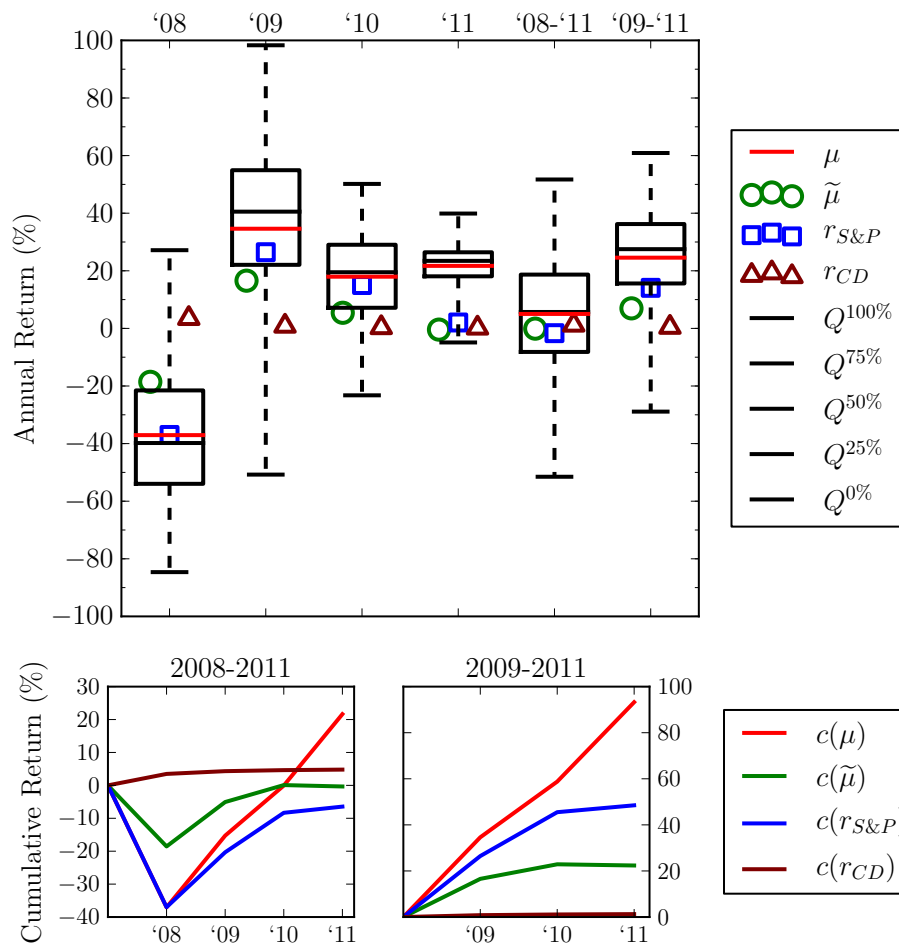 ‘08 ‘09 ‘10 ‘11 ‘08-‘11 ‘09-‘11
Annual Return (%)
100
80
60
40
20
0
−20
−40
−60
−80
−100
μ
μ̃
r_{S&P}
r_{CD}
Q^{100%}
Q^{75%}
Q^{50%}
Q^{25%}
Q^{0%}
2008-2011
Cumulative Return (%)
30
20
10
0
−10
−20
−30
−40
‘08 ‘09 ‘10 ‘11
2009-2011
100
80
60
40
20
0
‘09 ‘10 ‘11
c(μ)
c(μ̃)
c(r_{S&P})
c(r_{CD})